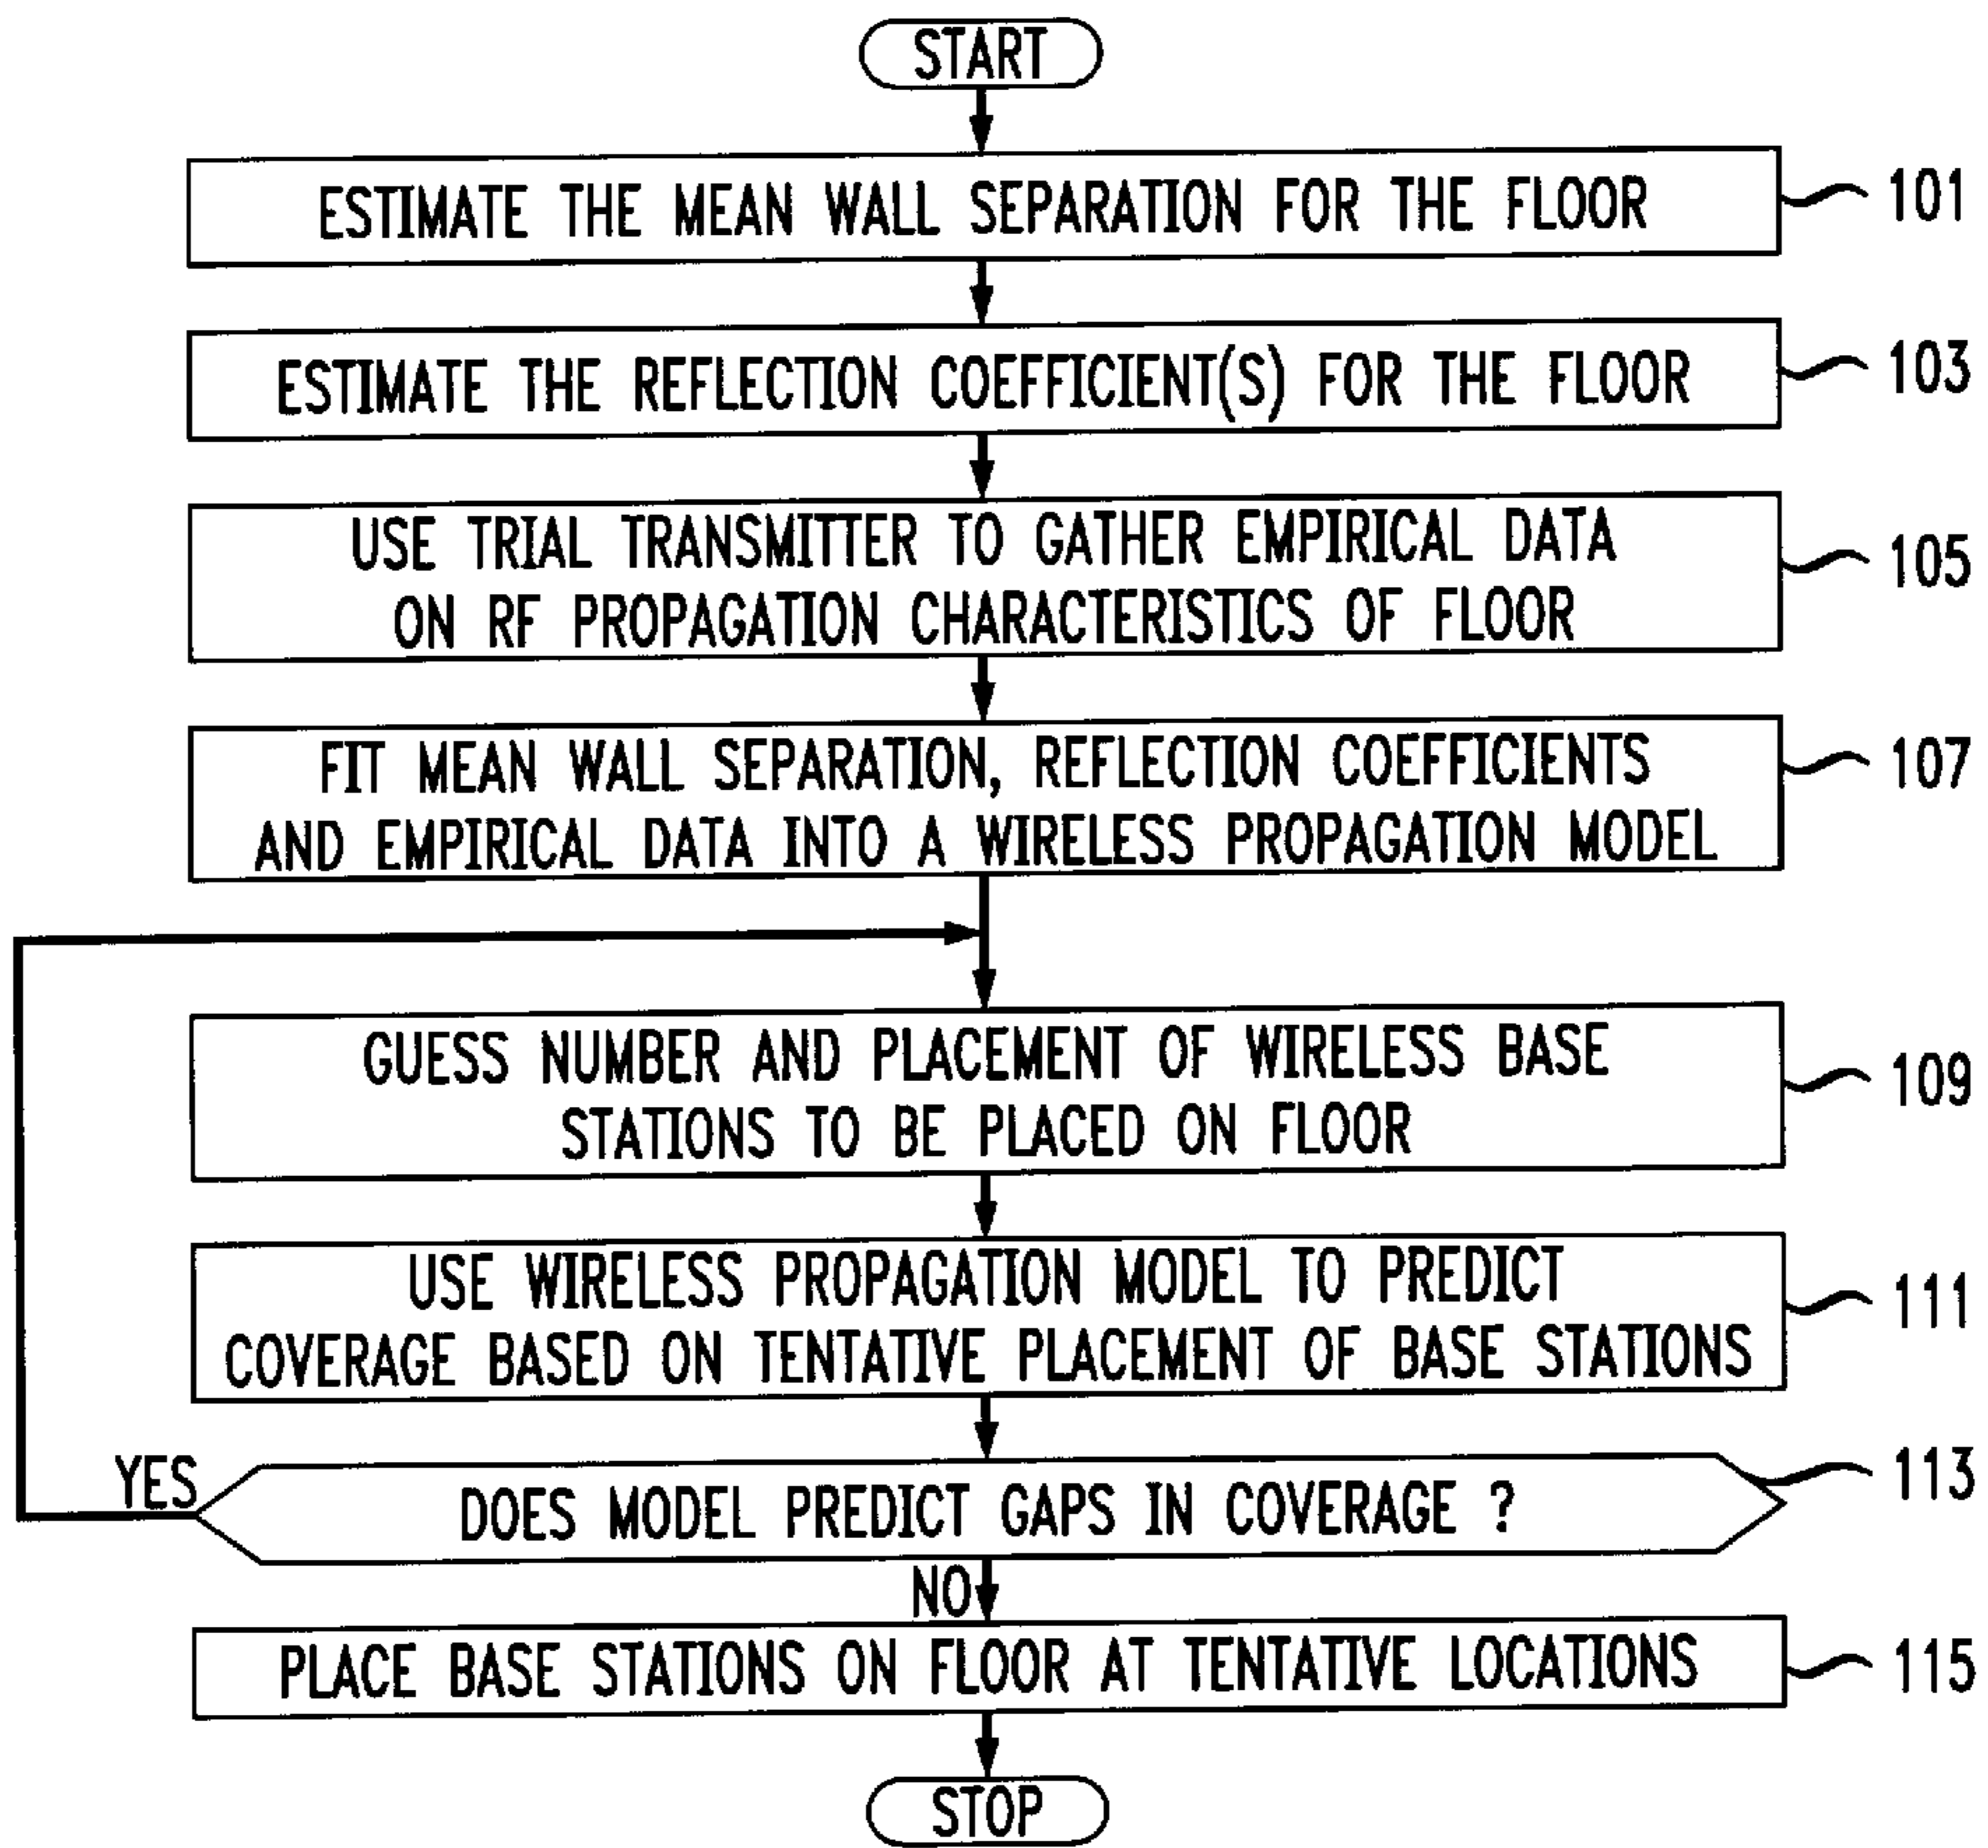 START
ESTIMATE THE MEAN WALL SEPARATION FOR THE FLOOR
101
ESTIMATE THE REFLECTION COEFFICIENT(S) FOR THE FLOOR
103
USE TRIAL TRANSMITTER TO GATHER EMPIRICAL DATA
ON RF PROPAGATION CHARACTERISTICS OF FLOOR
105
FIT MEAN WALL SEPARATION, REFLECTION COEFFICIENTS
AND EMPIRICAL DATA INTO A WIRELESS PROPAGATION MODEL
107
GUESS NUMBER AND PLACEMENT OF WIRELESS BASE
STATIONS TO BE PLACED ON FLOOR
109
USE WIRELESS PROPAGATION MODEL TO PREDICT
COVERAGE BASED ON TENTATIVE PLACEMENT OF BASE STATIONS
111
YES
DOES MODEL PREDICT GAPS IN COVERAGE ?
113
NO
PLACE BASE STATIONS ON FLOOR AT TENTATIVE LOCATIONS
115
STOP